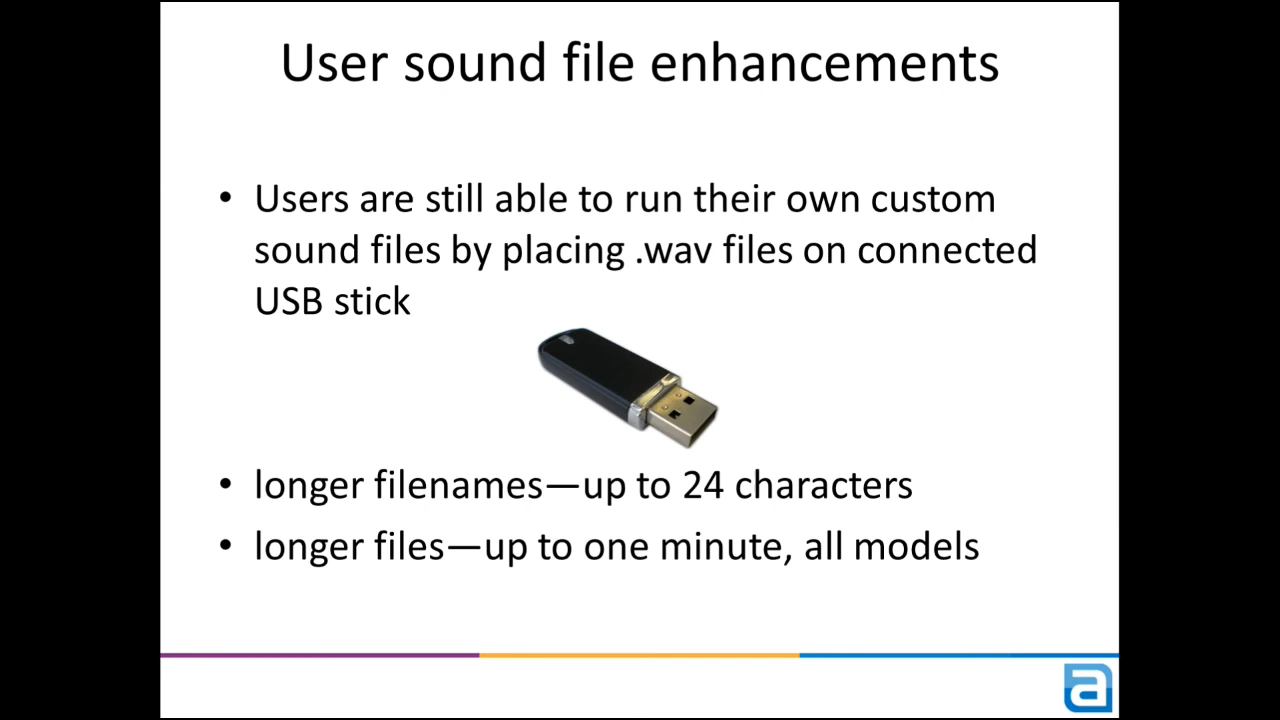 User sound file enhancements
• Users are still able to run their own custom
sound files by placing .wav files on connected
USB stick
• longer filenames—up to 24 characters
• longer files—up to one minute, all models
a